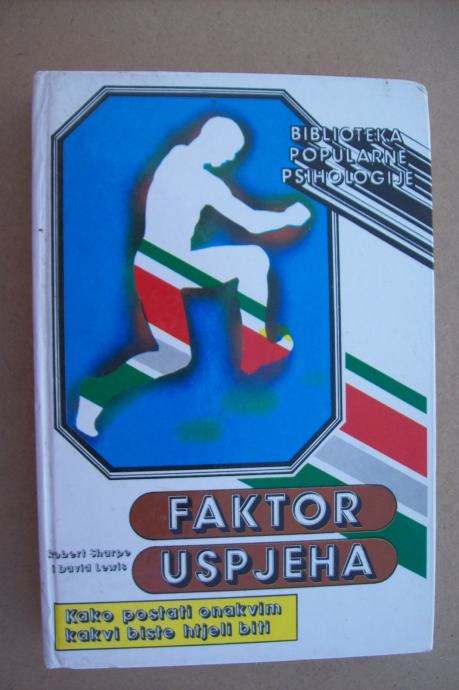 BIBLIOTEKA
POPULARNE
PSIHOLOGIJE
FAKTOR
USPJEHA
Robert Sharpe
i David Lewis
Kako postati onakvim
kakvi biste htjeli biti